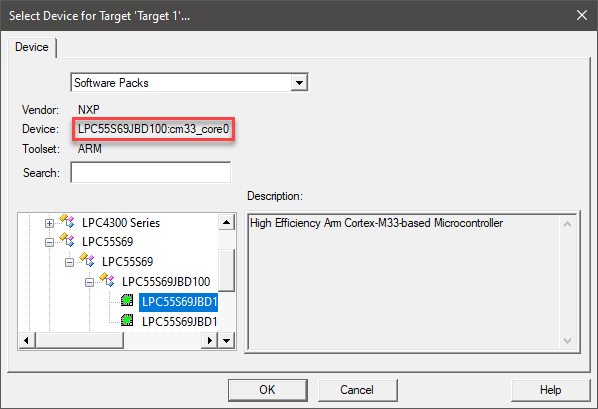 Select Device for Target 'Target 1'...
Device
Software Packs
Vendor: NXP
Device: LPC55S69JBD100:cm33_core0
Toolset: ARM
Search:
Description:
LPC4300 Series
LPC55S69
LPC55S69
LPC55S69JBD100
LPC55S69JBD1
LPC55S69JBD1
High Efficiency Arm Cortex-M33-based Microcontroller
OK
Cancel
Help